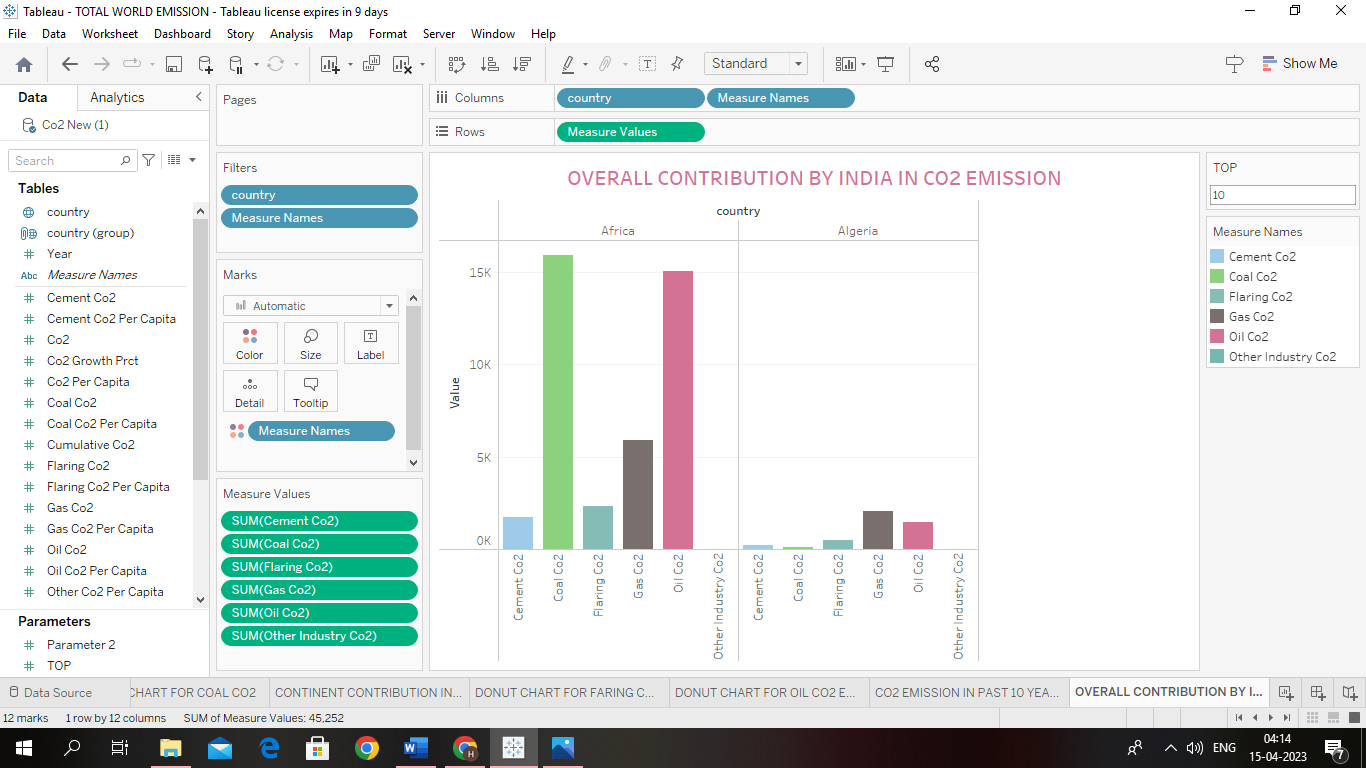 Tableau - TOTAL WORLD EMISSION - Tableau license expires in 9 days
File Data Worksheet Dashboard Story Analysis Map Format Server Window Help
Standard
Show Me
Data Analytics
Co2 New (1)
Search
Tables
country
country (group)
Year
Abc Measure Names
Cement Co2
Cement Co2 Per Capita
Co2
Co2 Growth Prct
Co2 Per Capita
Coal Co2
Coal Co2 Per Capita
Cumulative Co2
Flaring Co2
Flaring Co2 Per Capita
Gas Co2
Gas Co2 Per Capita
Oil Co2
Oil Co2 Per Capita
Other Co2 Per Capita
Parameters
Parameter 2
TOP
Pages
Filters
country
Measure Names
Marks
Automatic
Color Size Label
Detail Tooltip
Measure Names
Measure Values
SUM(Cement Co2)
SUM(Coal Co2)
SUM(Flaring Co2)
SUM(Gas Co2)
SUM(Oil Co2)
SUM(Other Industry Co2)
Columns country Measure Names
Rows Measure Values
OVERALL CONTRIBUTION BY INDIA IN CO2 EMISSION
country
Africa Algeria
Value
15K
10K
5K
0K
Cement Co2
Coal Co2
Flaring Co2
Gas Co2
Oil Co2
Other Industry Co2
Cement Co2
Coal Co2
Flaring Co2
Gas Co2
Oil Co2
Other Industry Co2
TOP
10
Measure Names
Cement Co2
Coal Co2
Flaring Co2
Gas Co2
Oil Co2
Other Industry Co2
Data Source CHART FOR COAL CO2 CONTINENT CONTRIBUTION IN... DONUT CHART FOR FARING C... DONUT CHART FOR OIL CO2 E... CO2 EMISSION IN PAST 10 YEA... OVERALL CONTRIBUTION BY I...
12 marks 1 row by 12 columns SUM of Measure Values: 45,252
ENG
04:14
15-04-2023
7